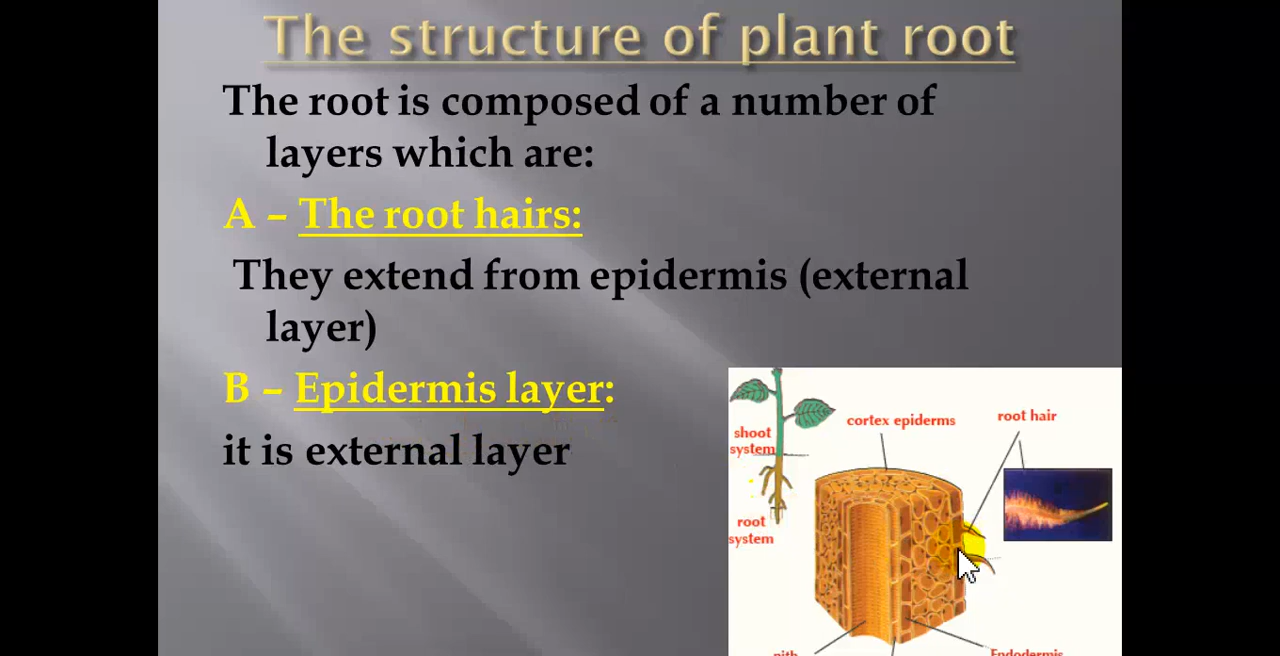 The structure of plant root
The root is composed of a number of
layers which are:
A – The root hairs:
They extend from epidermis (external
layer)
B – Epidermis layer:
it is external layer
shoot
system
root
system
cortex epiderms
root hair
pith
Endodermis